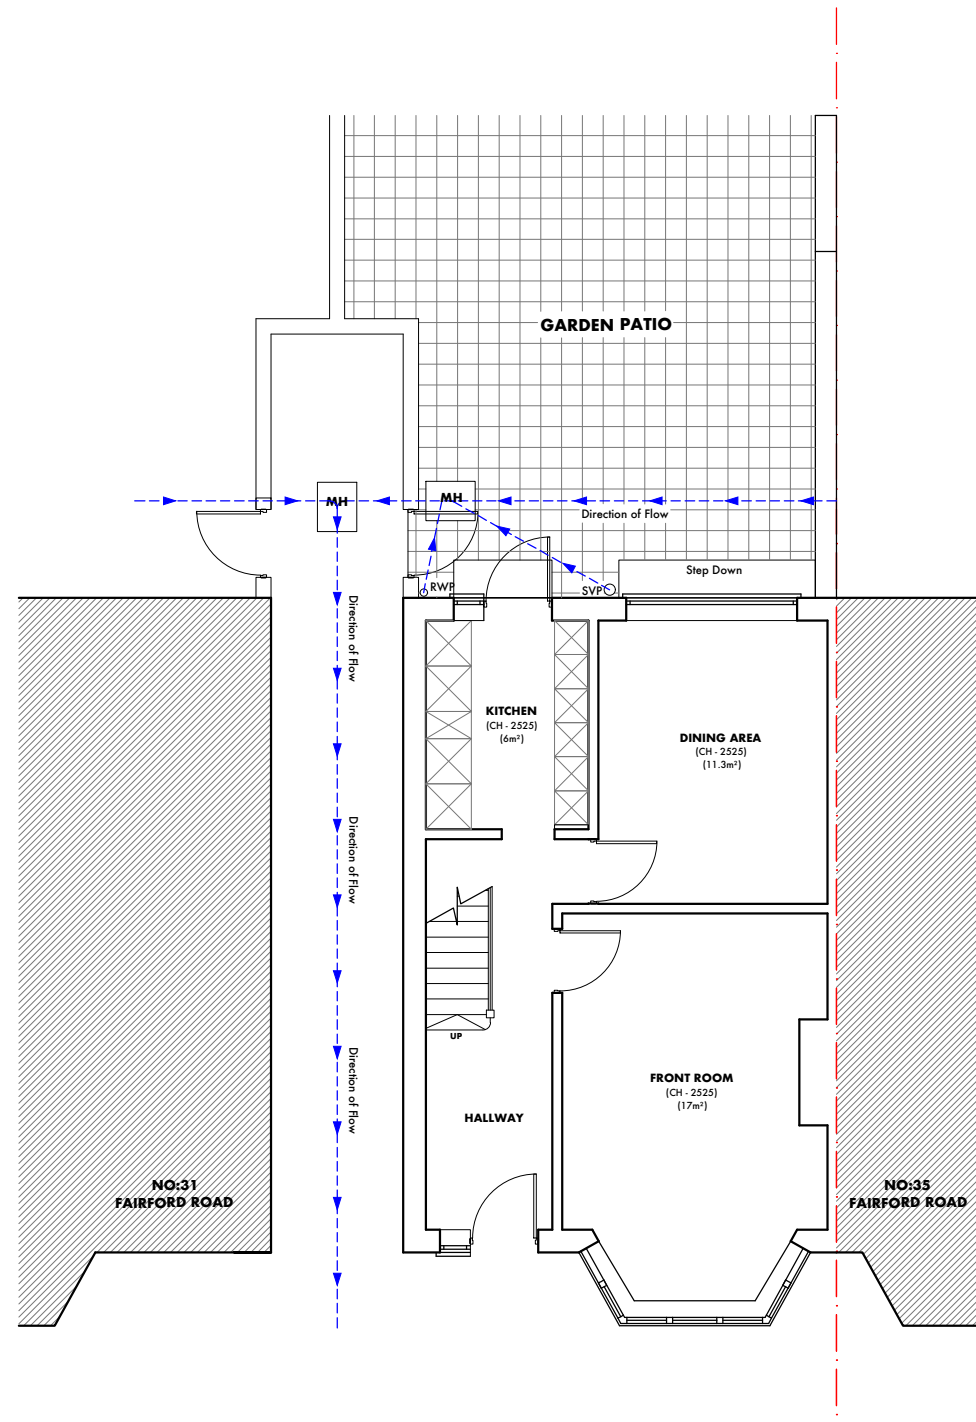 GARDEN PATIO
MH
MH
Direction of Flow
Step Down
RWP
SVP
Direction of Flow
KITCHEN
(CH - 2525)
(6m²)
DINING AREA
(CH - 2525)
(11.3m²)
Direction of Flow
UP
Direction of Flow
FRONT ROOM
(CH - 2525)
(17m²)
HALLWAY
NO:31
FAIRFORD ROAD
NO:35
FAIRFORD ROAD